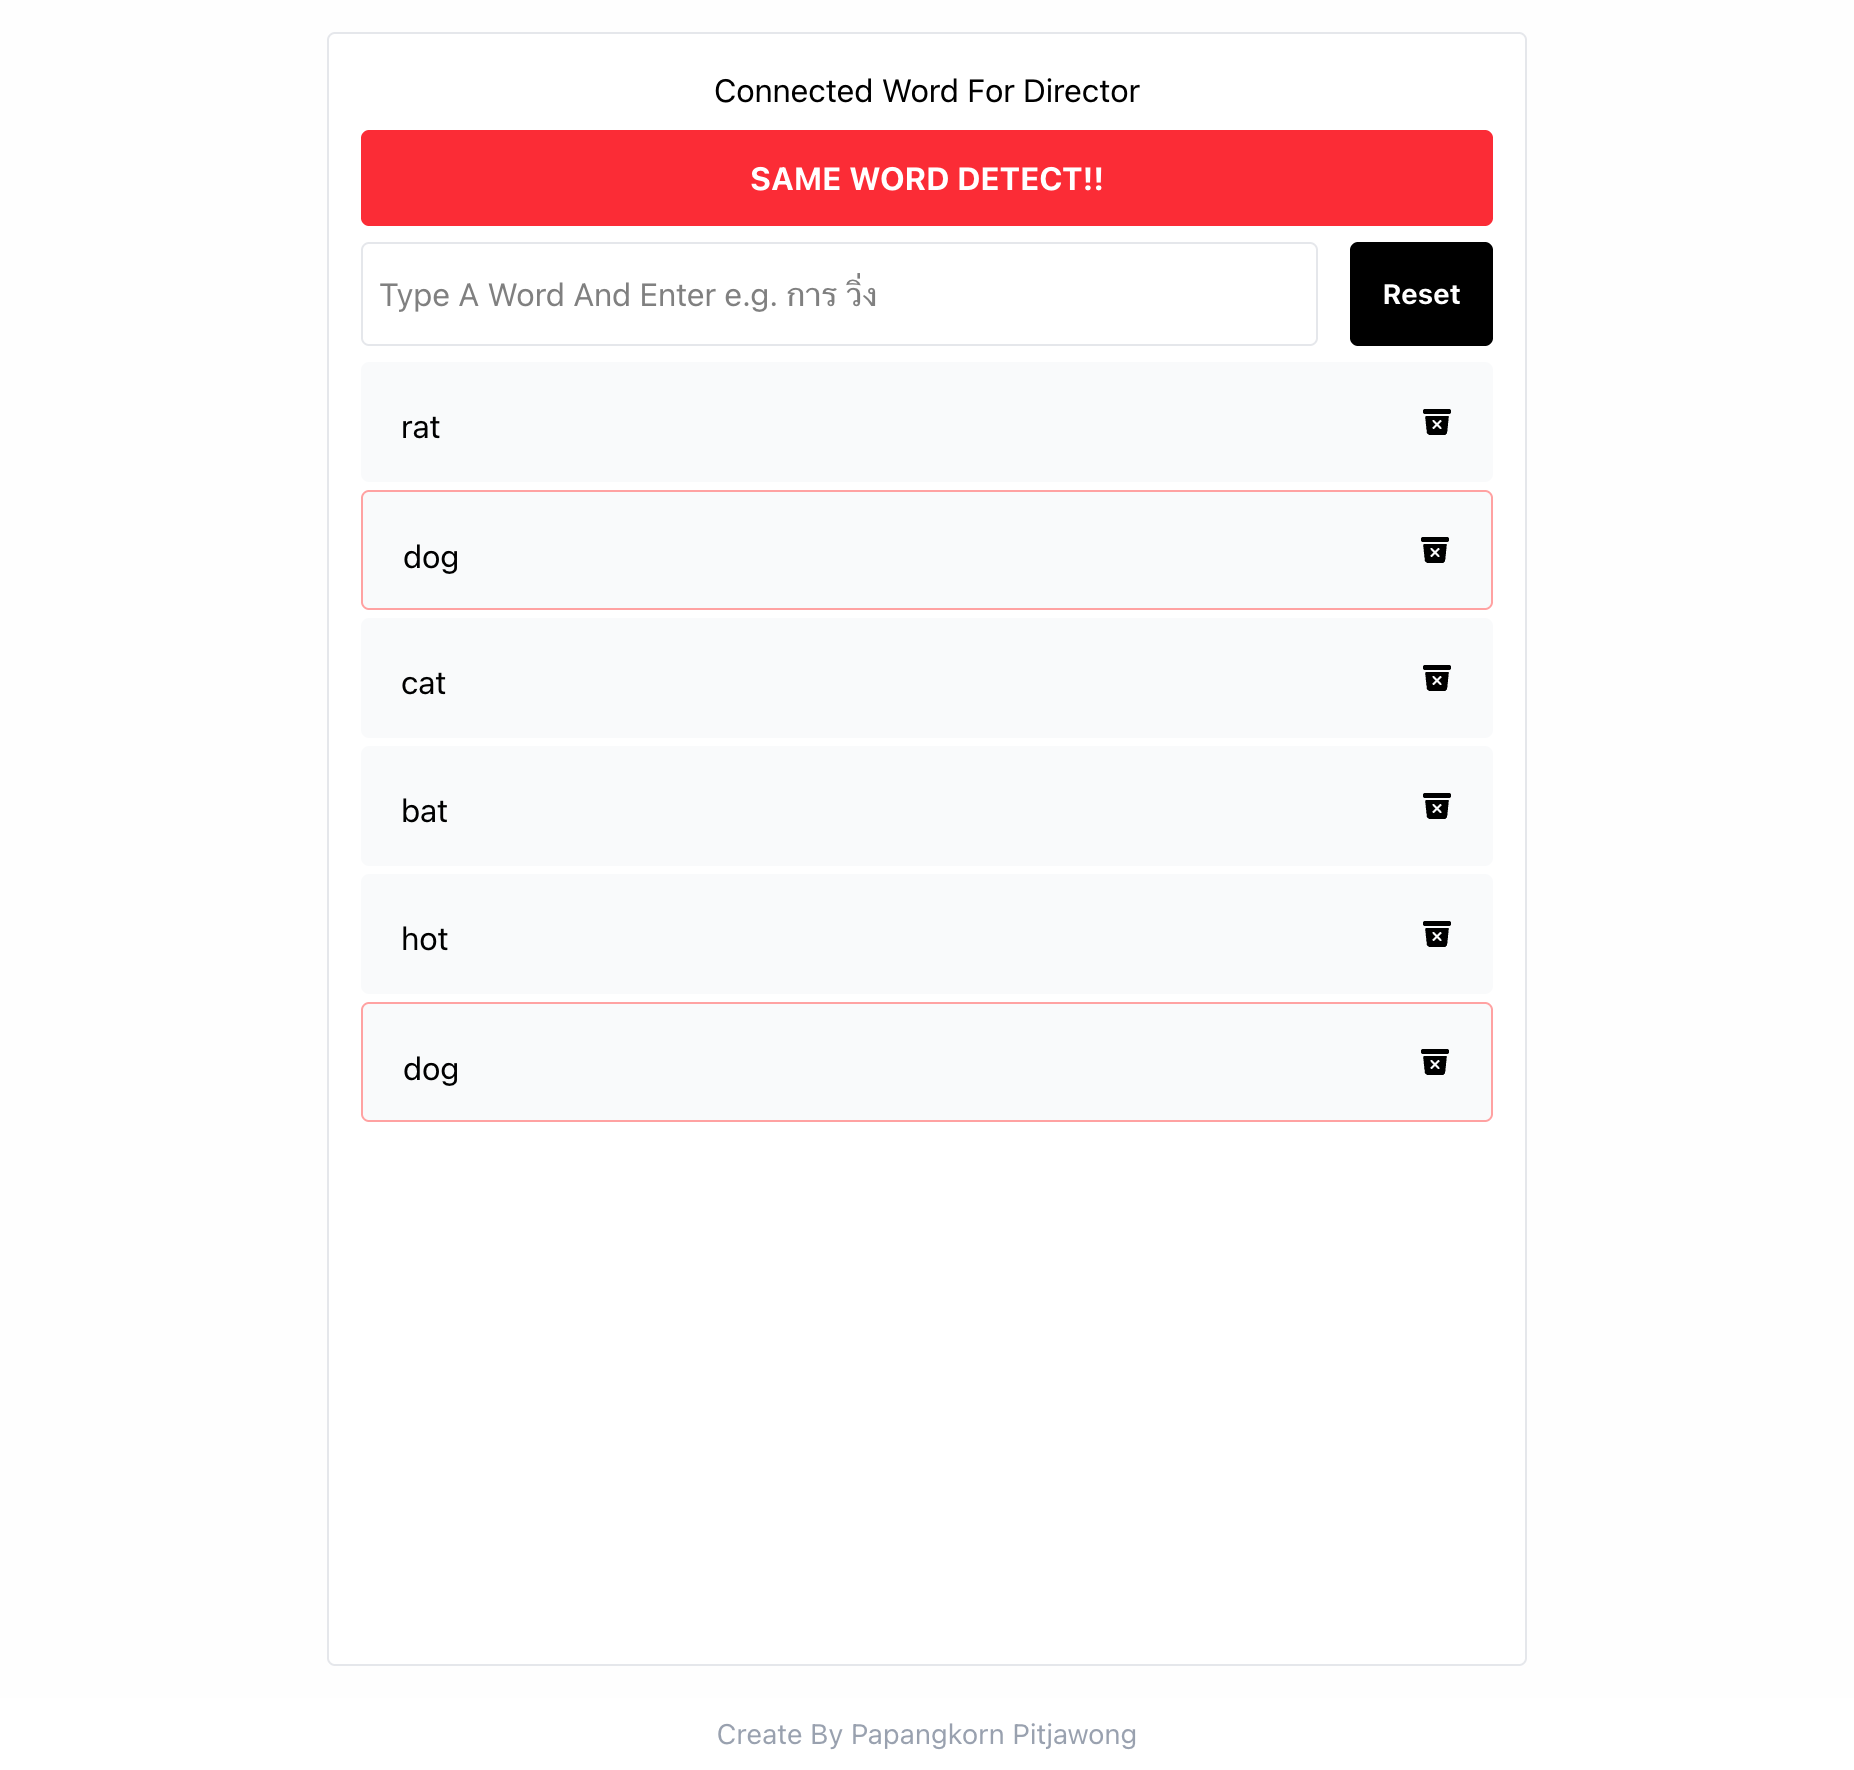 Connected Word For Director
SAME WORD DETECT!!
Type A Word And Enter e.g. การ วิ่ง
Reset
rat
dog
cat
bat
hot
dog
Create By Papangkorn Pitjawong